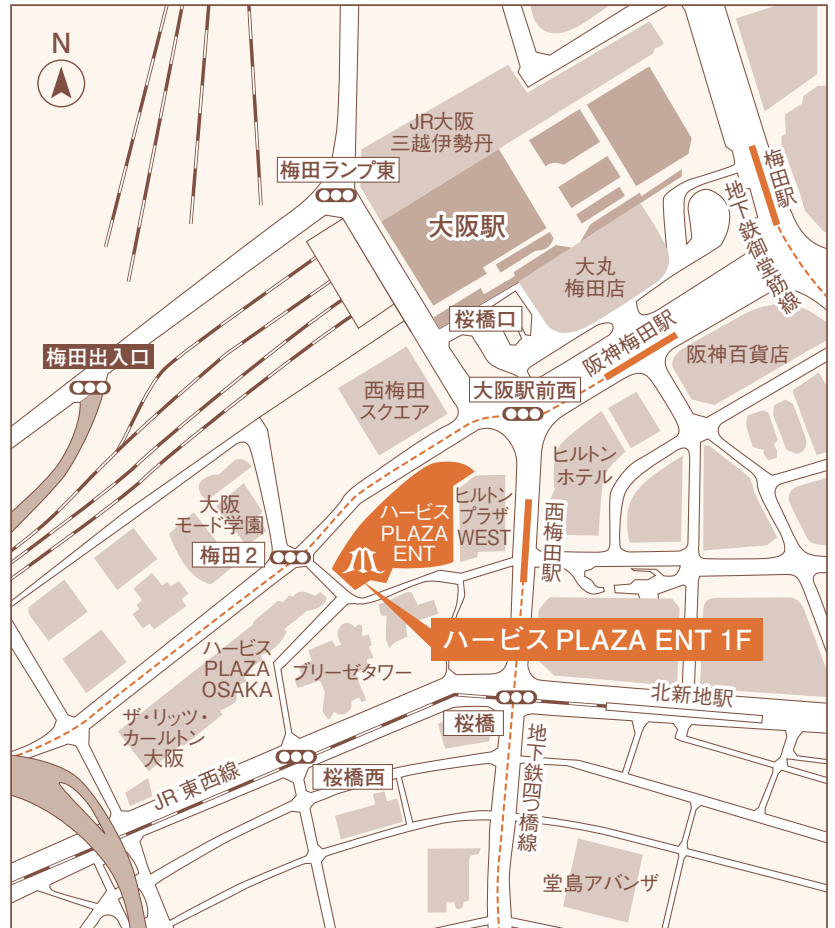 N
JR大阪
三越伊勢丹
梅田ランプ東
大阪駅
梅田駅
地下鉄御堂筋線
大丸
梅田店
桜橋口
阪神梅田駅
阪神百貨店
梅田出入口
西梅田
スクエア
大阪駅前西
ヒルトン
ホテル
ヒルトン
プラザ
WEST
ハービス
PLAZA
ENT
大阪
モード学園
梅田2
西梅田駅
ハービス PLAZA ENT 1F
ハービス
PLAZA
OSAKA
ブリーゼタワー
北新地駅
ザ・リッツ・
カールトン
大阪
桜橋
桜橋西
JR 東西線
地下鉄四つ橋線
堂島アバンザ